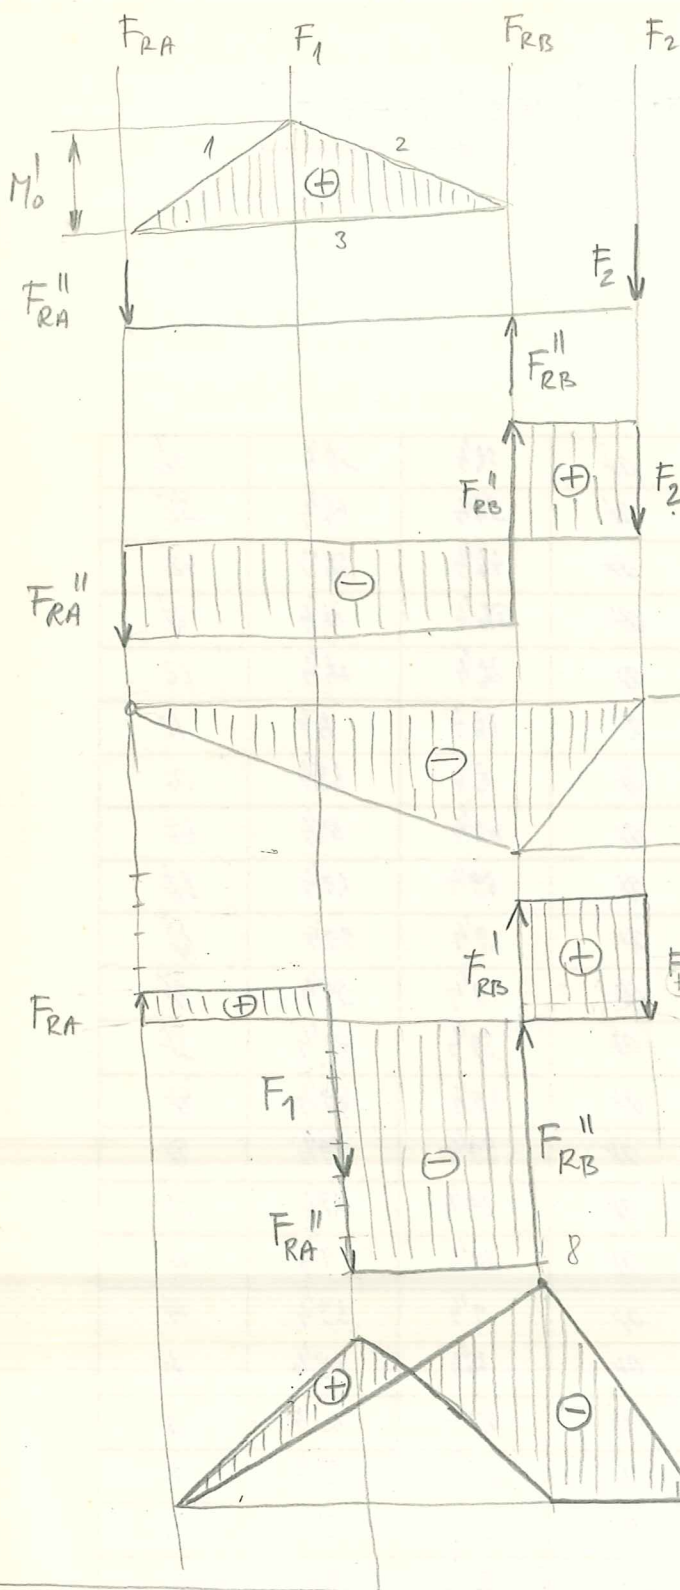 F_RA F_1 F_RB F_2
1 2
M_0' ⊕
3
F_2
F_RA''
F_RB''
F_RB'' ⊕ F_2
F_RA'' ⊖
⊖
F_RB' ⊕
F_RA ⊕
F_1
⊖ F_RB''
F_RA''
8
⊕ ⊖